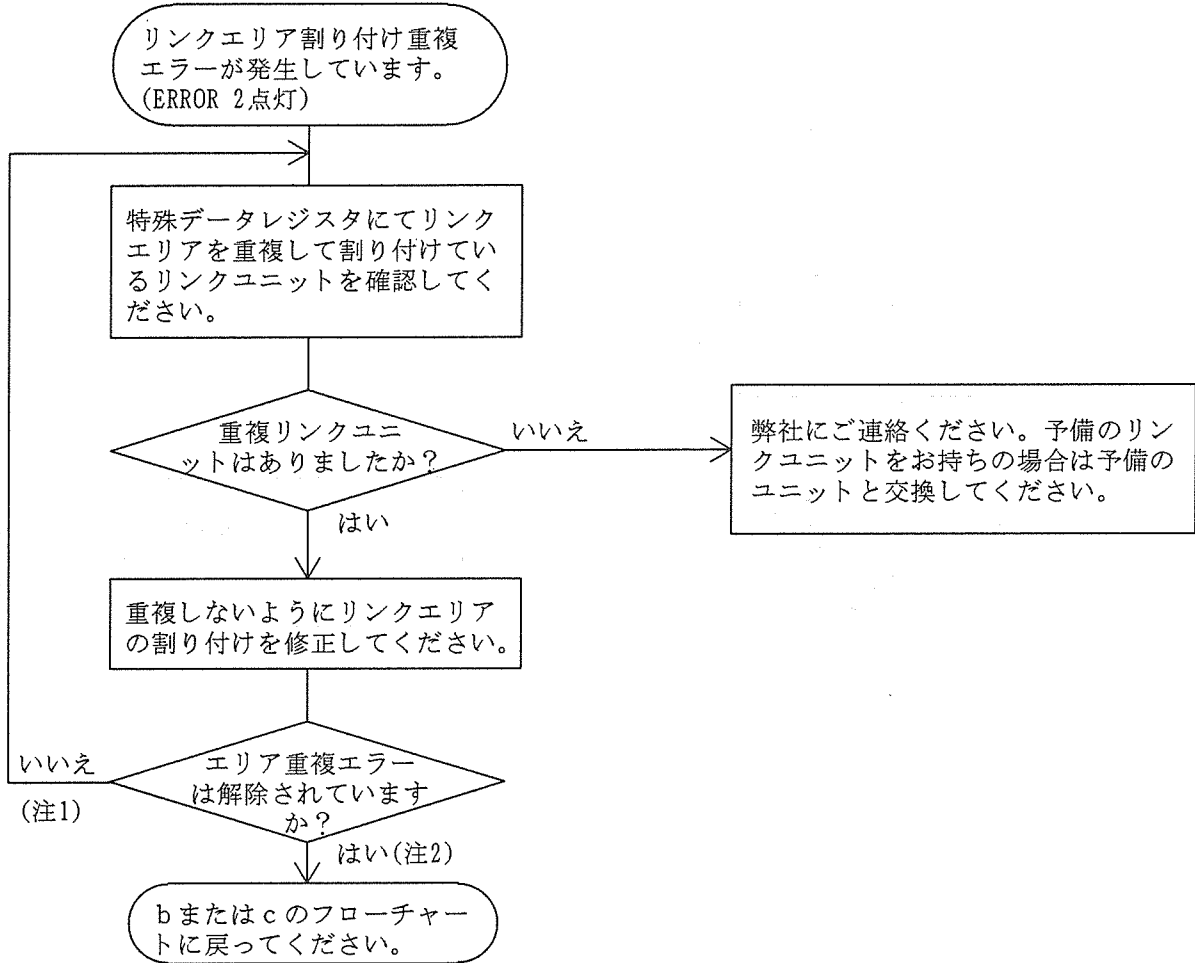 リンクエリア割り付け重複
エラーが発生しています。
(ERROR 2点灯)
特殊データレジスタにてリンク
エリアを重複して割り付けてい
るリンクユニットを確認してく
ださい。
重複リンクユニ
ットはありましたか？
いいえ
弊社にご連絡ください。予備のリン
クユニットをお持ちの場合は予備の
ユニットと交換してください。
はい
重複しないようにリンクエリア
の割り付けを修正してください。
エリア重複エラー
は解除されています
か？
いいえ
(注1)
はい(注2)
bまたはcのフローチャー
トに戻ってください。